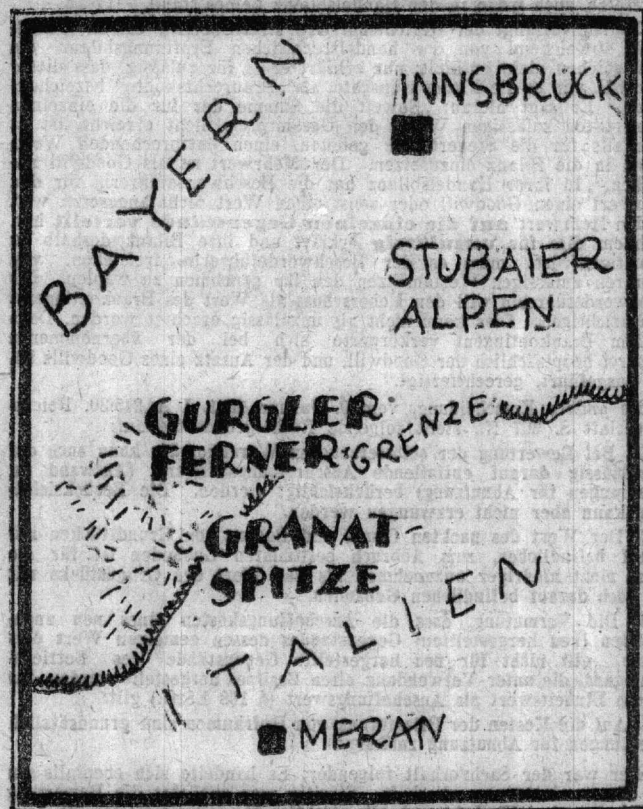 BAYERN
INNSBRUCK
STUBAIER
ALPEN
GURGLER
FERNER·GRENZE
GRANAT-
SPITZE
ITALIEN
MERAN